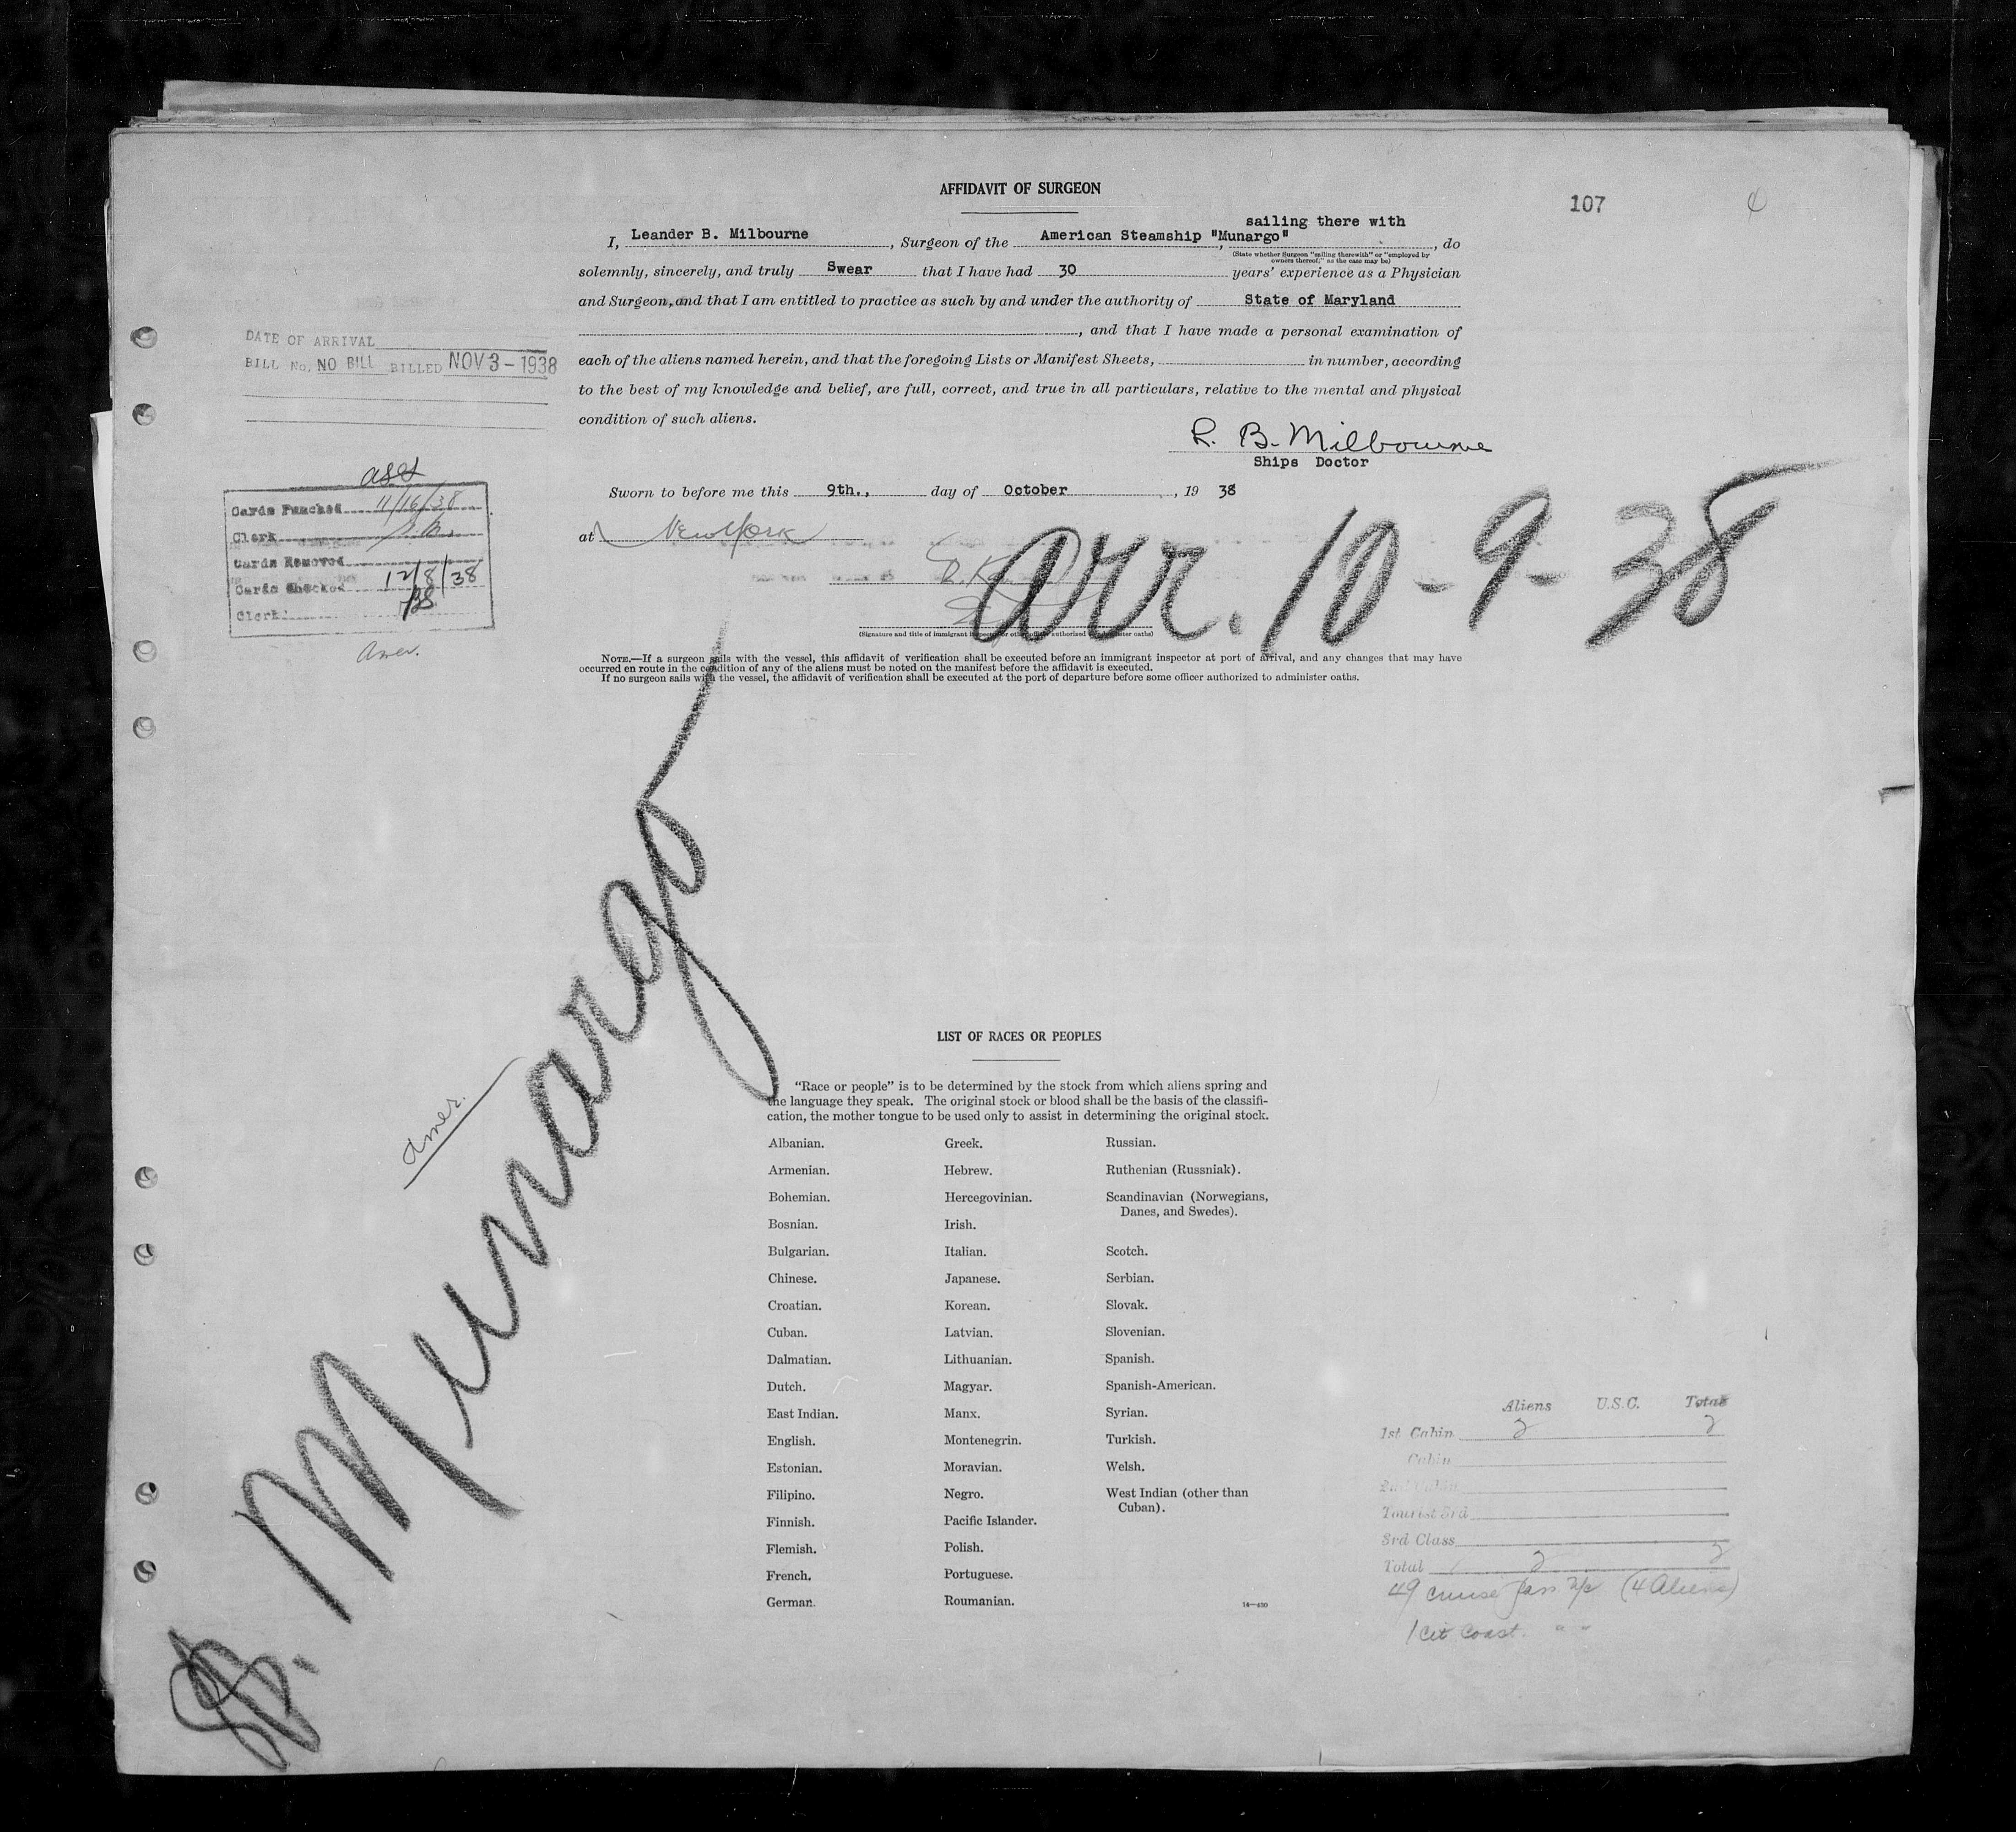 AFFIDAVIT OF SURGEON
107
4
sailing there with
I, Leander B. Milbourne, Surgeon of the American Steamship "Munargo", do
(State whether Surgeon "sailing therewith" or "employed by
owners thereof," as the case may be)
solemnly, sincerely, and truly Swear that I have had 30 years' experience as a Physician
and Surgeon, and that I am entitled to practice as such by and under the authority of State of Maryland
, and that I have made a personal examination of
each of the aliens named herein, and that the foregoing Lists or Manifest Sheets, in number, according
to the best of my knowledge and belief, are full, correct, and true in all particulars, relative to the mental and physical
condition of such aliens.
DATE OF ARRIVAL
BILL No. NO BILL BILLED NOV 3 - 1938
L. B. Milbourne
Ships Doctor
Sworn to before me this 9th., day of October, 19 38
at New York
Arr. 10-9-38
Cards Punched 11/16/38
Clerk
Cards Removed
Cards Checked 12/8/38
Clerk
Amer.
(Signature and title of immigrant inspector or other officer authorized to administer oaths)
NOTE.—If a surgeon sails with the vessel, this affidavit of verification shall be executed before an immigrant inspector at port of arrival, and any changes that may have
occurred en route in the condition of any of the aliens must be noted on the manifest before the affidavit is executed.
If no surgeon sails with the vessel, the affidavit of verification shall be executed at the port of departure before some officer authorized to administer oaths.
Munargo
Amer.
LIST OF RACES OR PEOPLES
"Race or people" is to be determined by the stock from which aliens spring and
the language they speak. The original stock or blood shall be the basis of the classifi-
cation, the mother tongue to be used only to assist in determining the original stock.
Albanian.
Armenian.
Bohemian.
Bosnian.
Bulgarian.
Chinese.
Croatian.
Cuban.
Dalmatian.
Dutch.
East Indian.
English.
Estonian.
Filipino.
Finnish.
Flemish.
French.
German.
Greek.
Hebrew.
Hercegovinian.
Irish.
Italian.
Japanese.
Korean.
Latvian.
Lithuanian.
Magyar.
Manx.
Montenegrin.
Moravian.
Negro.
Pacific Islander.
Polish.
Portuguese.
Roumanian.
Russian.
Ruthenian (Russniak).
Scandinavian (Norwegians,
Danes, and Swedes).
Scotch.
Serbian.
Slovak.
Slovenian.
Spanish.
Spanish-American.
Syrian.
Turkish.
Welsh.
West Indian (other than
Cuban).
14—430
Aliens U.S.C. Total
1st Cabin 2 2
Cabin
2nd Cabin
Tourist 3rd
3rd Class
Total 2 2
49 cruise pass (4 Aliens)
1 cit coast. " "